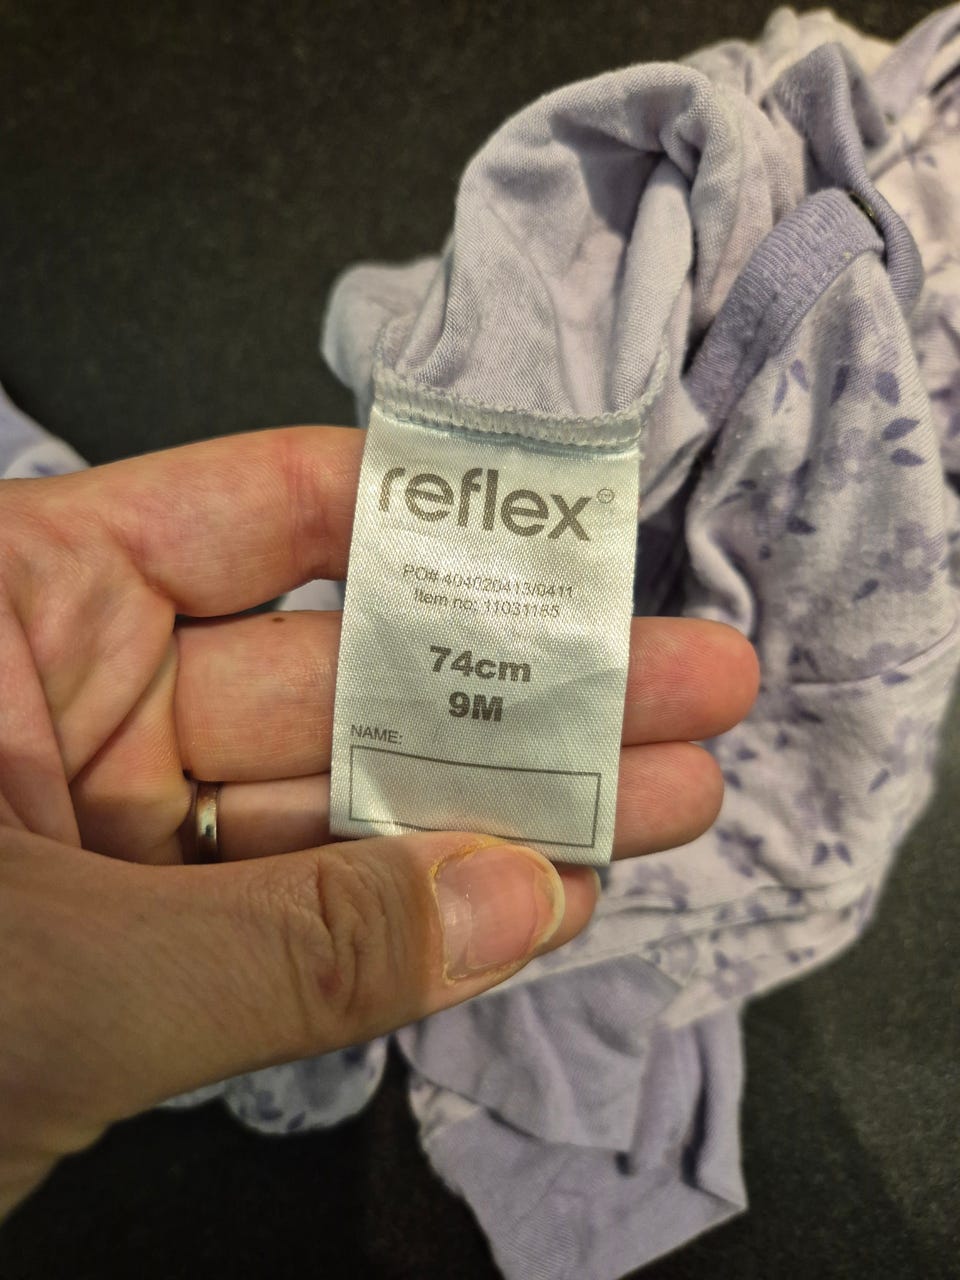 reflex
PO# 404020413/0411
Item no: 11031185
74cm
9M
NAME: